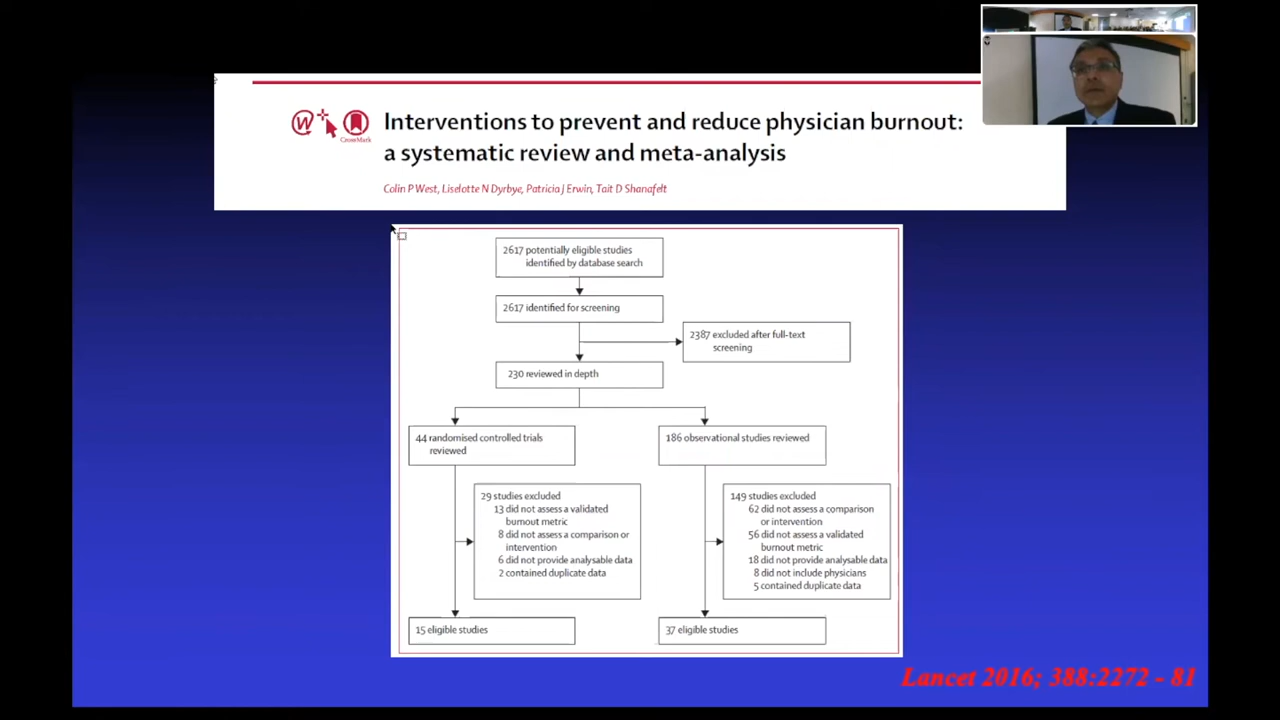 Interventions to prevent and reduce physician burnout:
a systematic review and meta-analysis
CrossMark
Colin P West, Liselotte N Dyrbye, Patricia J Erwin, Tait D Shanafelt
2617 potentially eligible studies
identified by database search
2617 identified for screening
2387 excluded after full-text
screening
230 reviewed in depth
44 randomised controlled trials
reviewed
186 observational studies reviewed
29 studies excluded
13 did not assess a validated
burnout metric
8 did not assess a comparison or
intervention
6 did not provide analysable data
2 contained duplicate data
149 studies excluded
62 did not assess a comparison
or intervention
56 did not assess a validated
burnout metric
18 did not provide analysable data
8 did not include physicians
5 contained duplicate data
15 eligible studies
37 eligible studies
Lancet 2016; 388:2272 - 81